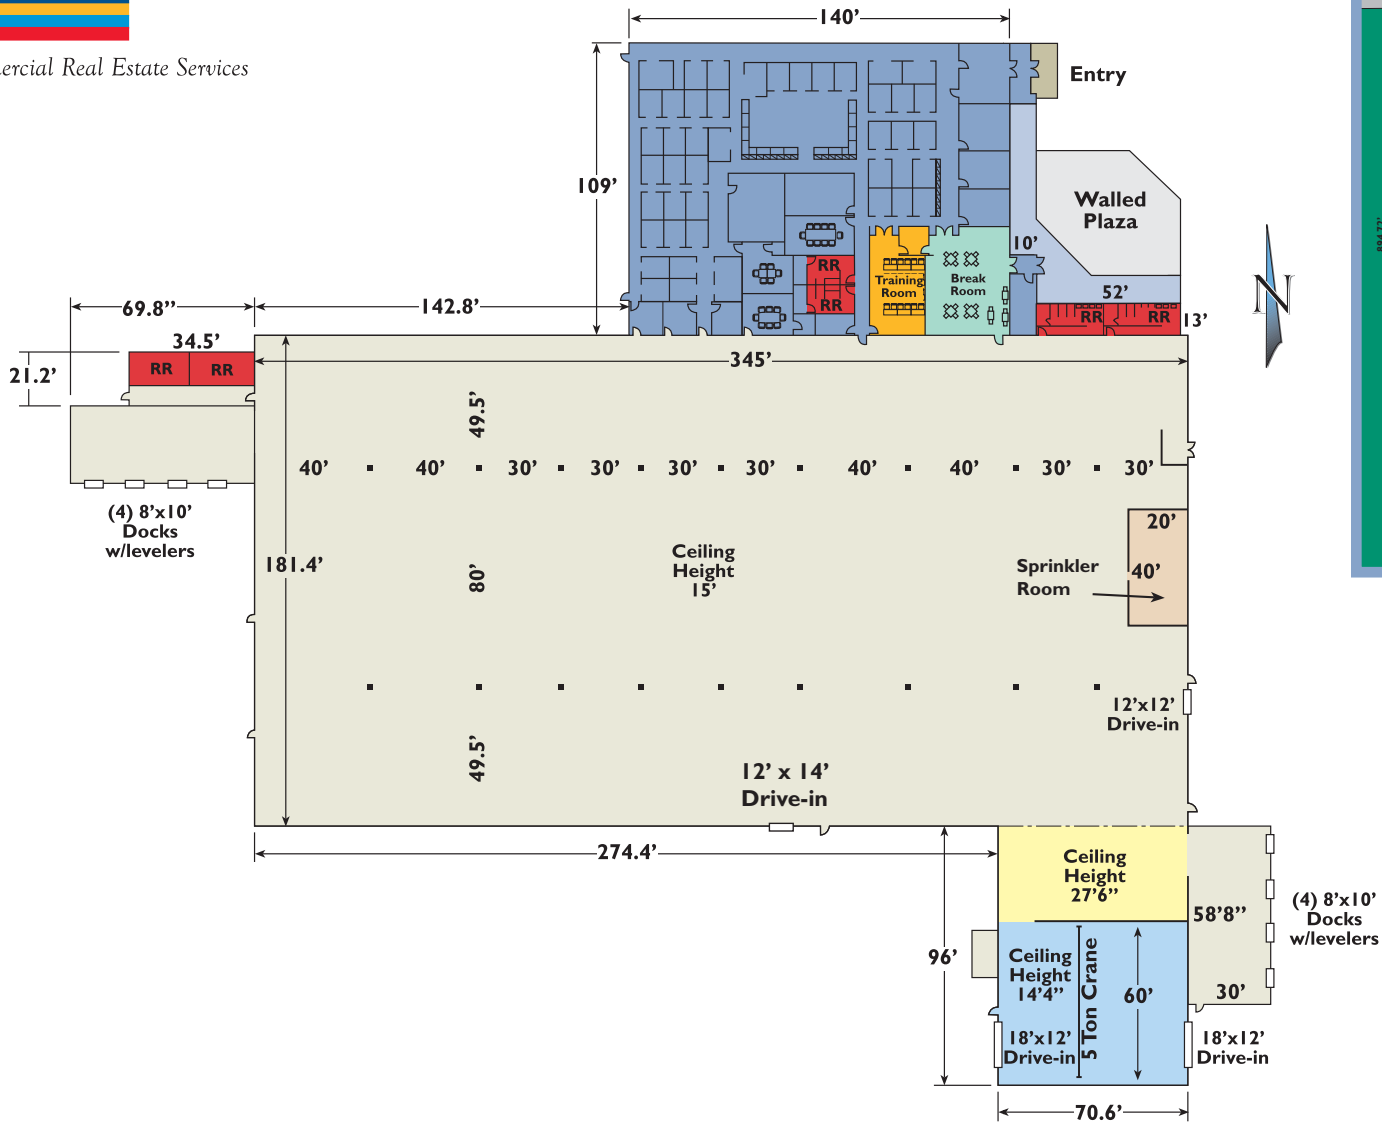 ercial Real Estate Services
140’
Entry
109’
Walled
Plaza
10’
RR
RR
Training
Room
Break
Room
52’
RR
RR
13’
N
69.8’’
142.8’
34.5’
21.2’
RR
RR
345’
49.5’
40’ 40’ 30’ 30’ 30’ 30’ 40’ 40’ 30’ 30’
(4) 8’x10’
Docks
w/levelers
181.4’
80’
Ceiling
Height
15’
Sprinkler
Room
20’
40’
12’x12’
Drive-in
49.5’
12’ x 14’
Drive-in
274.4’
Ceiling
Height
27’6’’
58’8’’
(4) 8’x10’
Docks
w/levelers
96’
Ceiling
Height
14’4’’
5 Ton Crane
60’
30’
18’x12’
Drive-in
18’x12’
Drive-in
70.6’